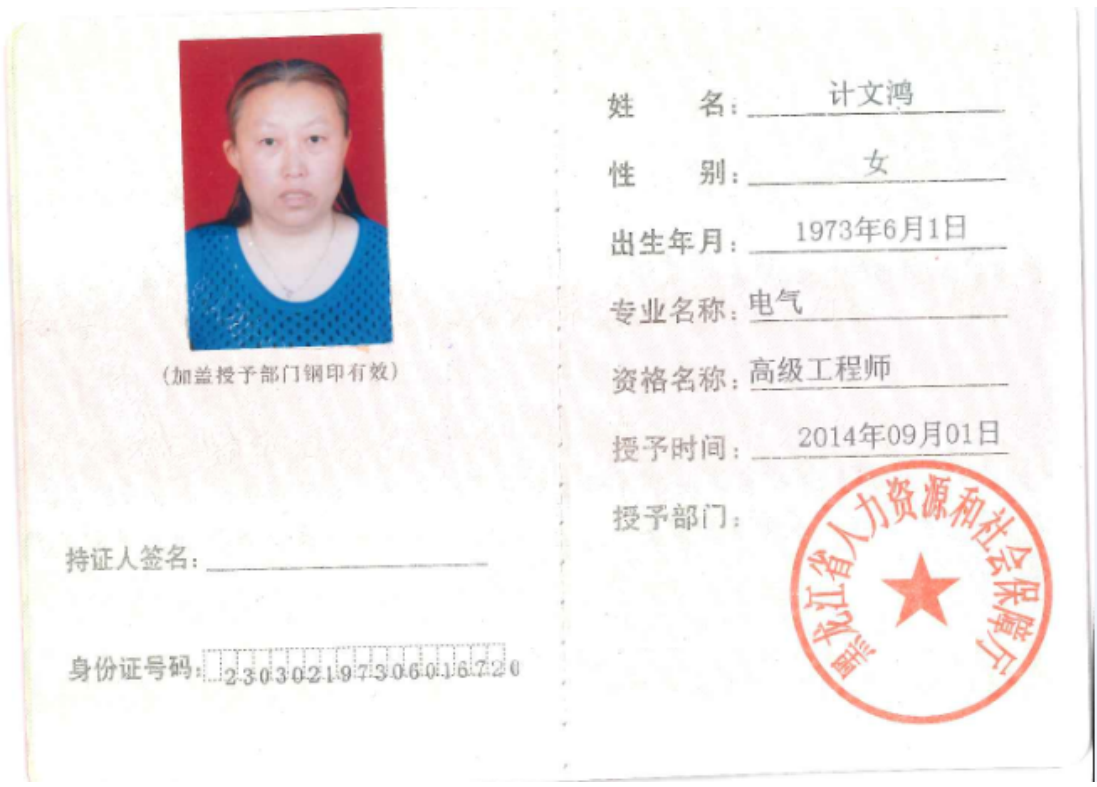 (加盖授予部门钢印有效)
持证人签名:
身份证号码: 230302197306016720
姓 名: 计文鸿
性 别: 女
出生年月: 1973年6月1日
专业名称: 电气
资格名称: 高级工程师
授予时间: 2014年09月01日
授予部门:
黑龙江省人力资源和社会保障厅